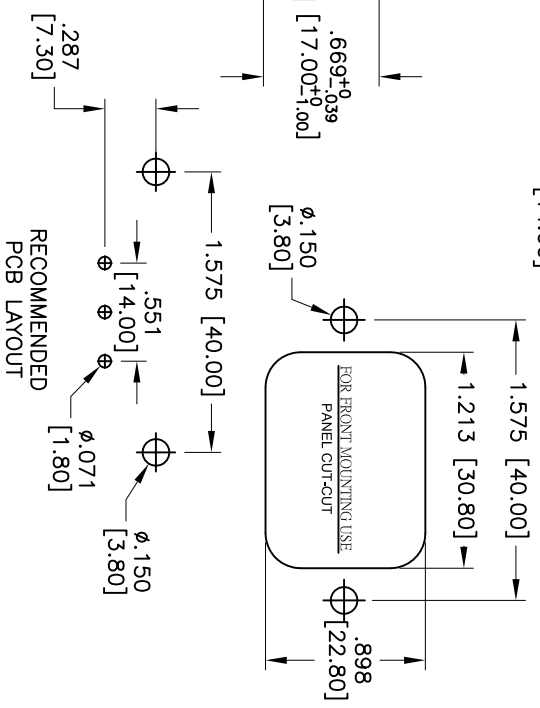 1.575 [40.00]
1.213 [30.80]
ø.150
[3.80]
FOR FRONT MOUNTING USE
PANEL CUT-CUT
.898
[22.80]
.669+0
-.039
[17.00+0
-1.00]
1.575 [40.00]
.551
[14.00]
.287
[7.30]
ø.071
[1.80]
ø.150
[3.80]
RECOMMENDED
PCB LAYOUT